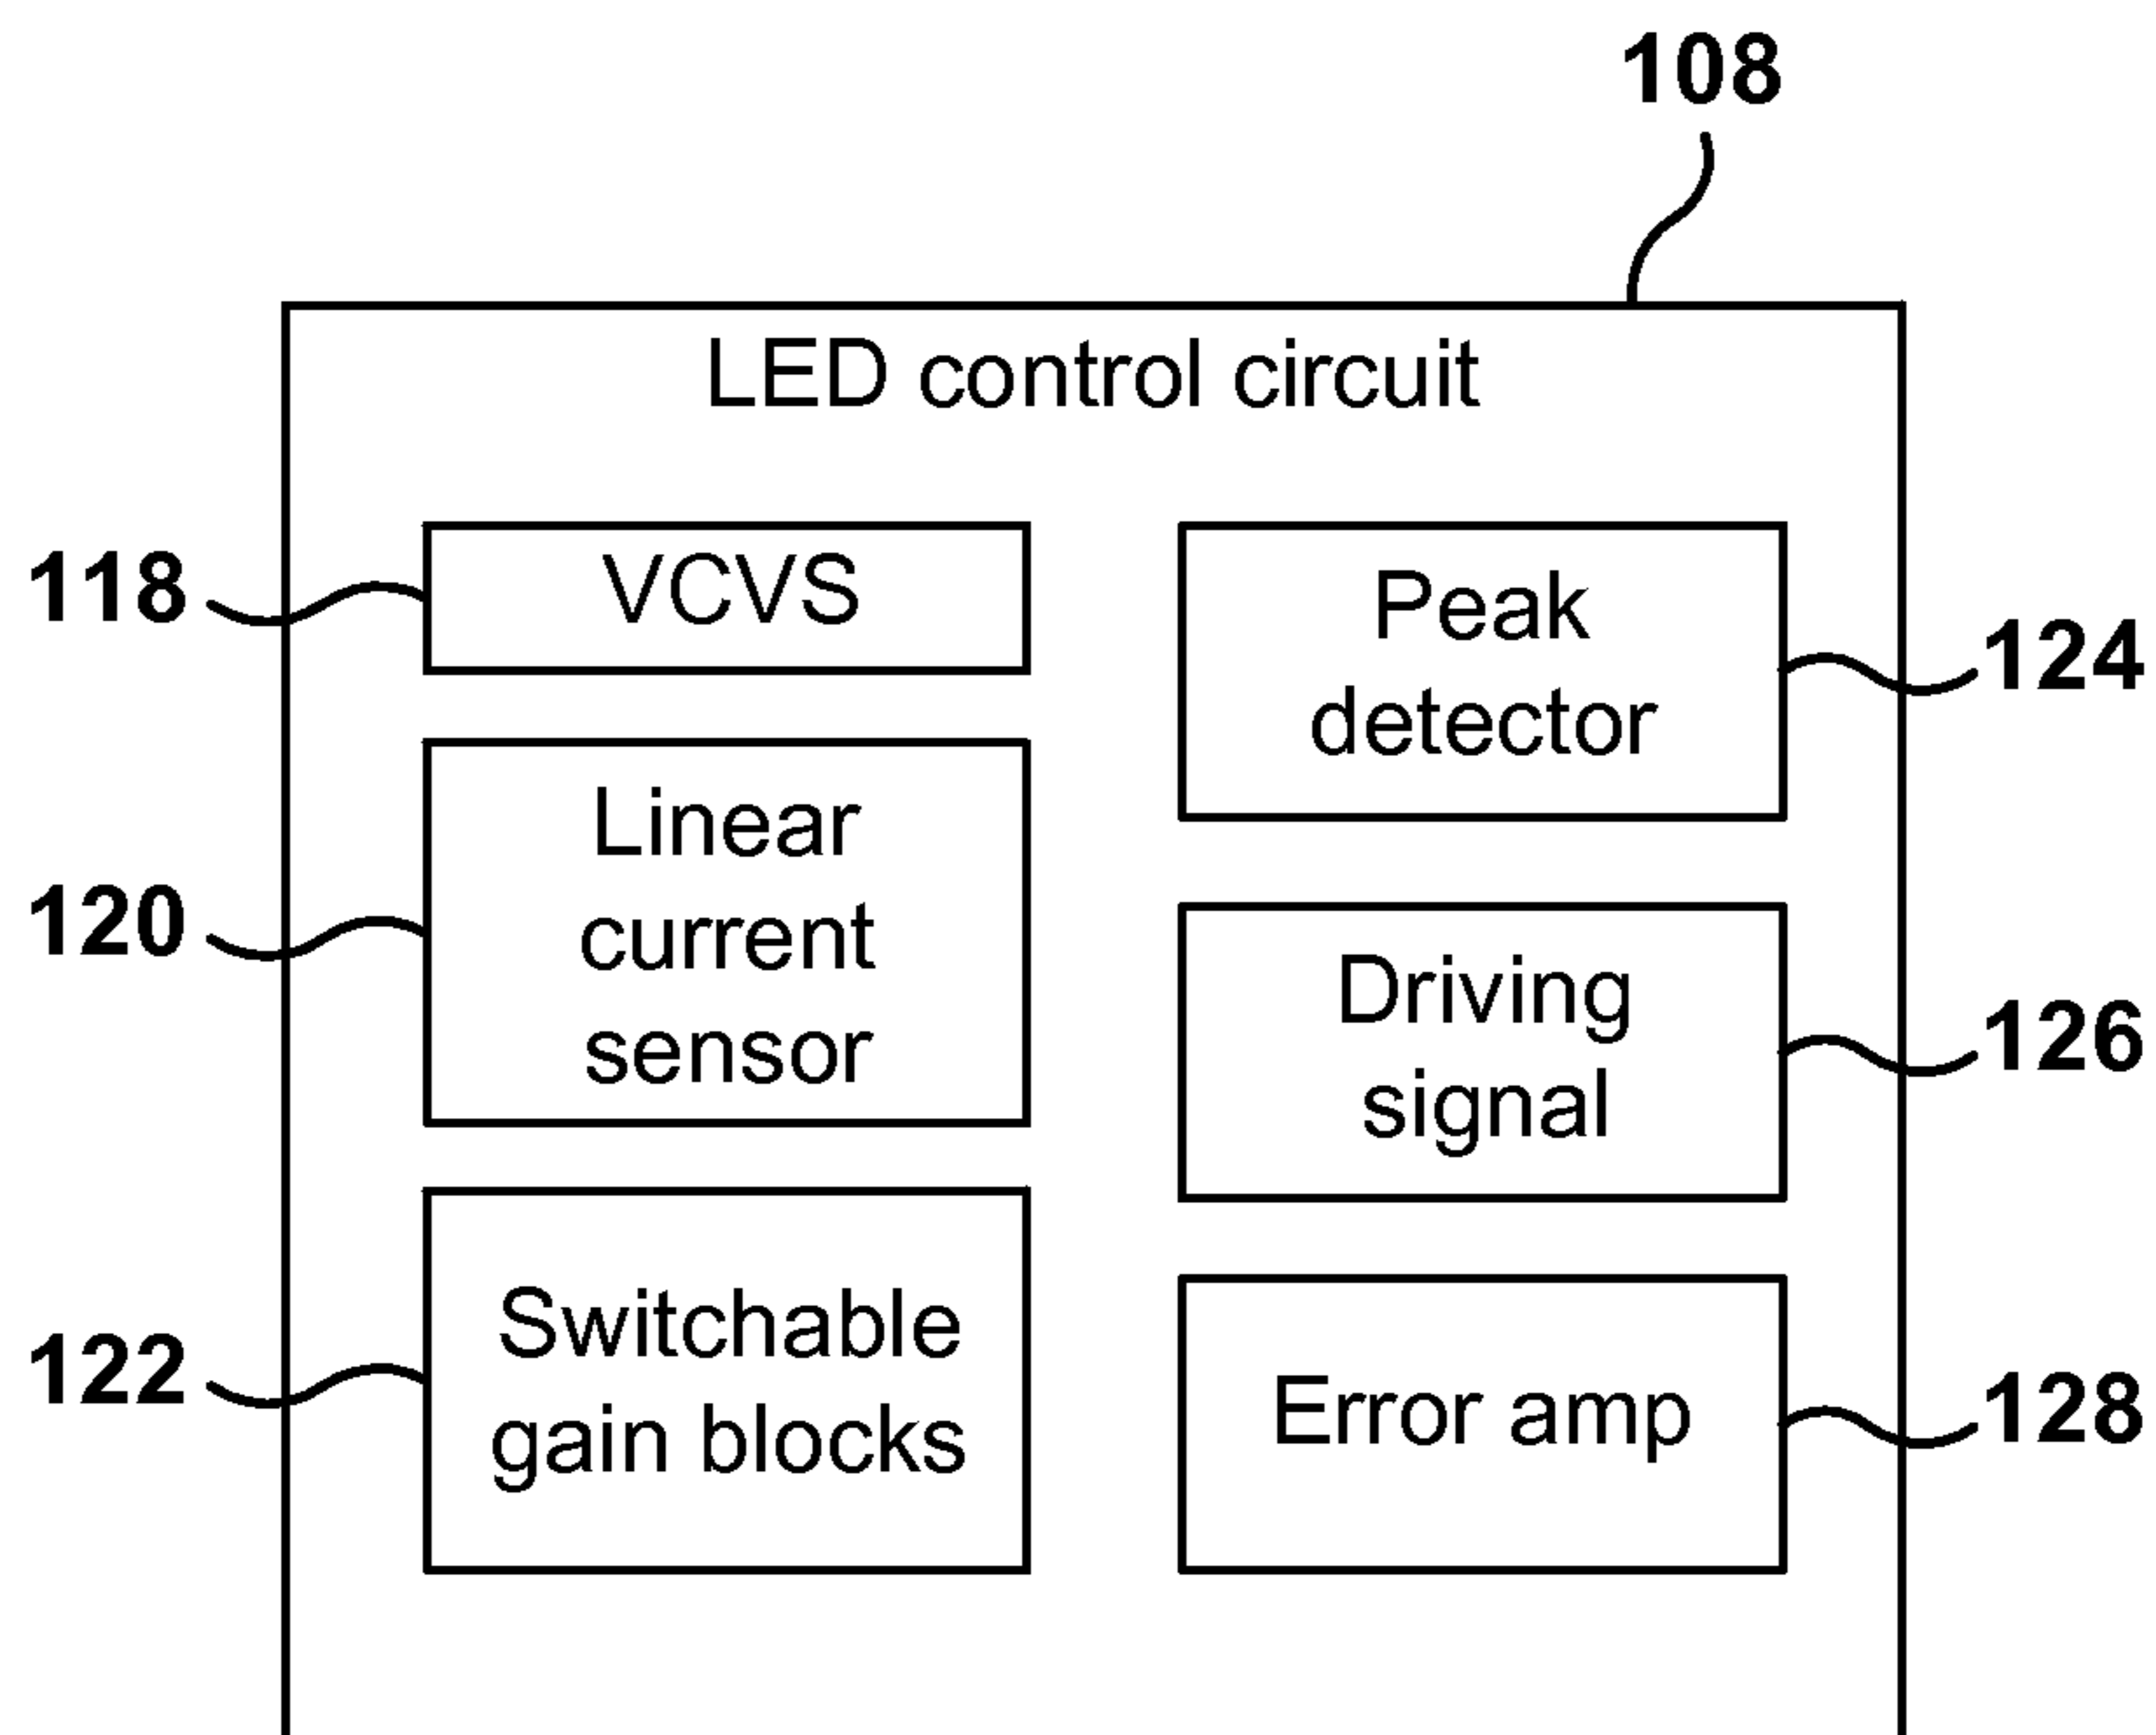 108
LED control circuit
118
VCVS
120
Linear
current
sensor
122
Switchable
gain blocks
Peak
detector
124
Driving
signal
126
Error amp
128